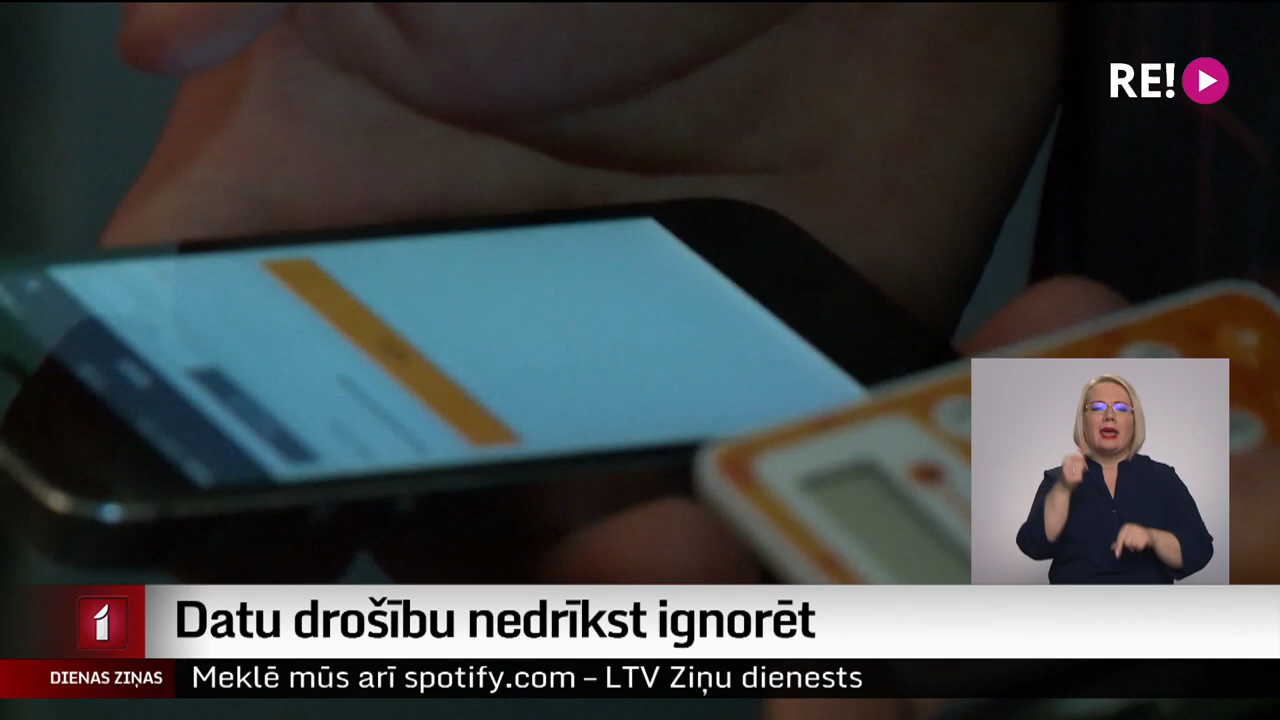 RE!
Datu drošību nedrīkst ignorēt
1
DIENAS ZIŅAS
Meklē mūs arī spotify.com – LTV Ziņu dienests